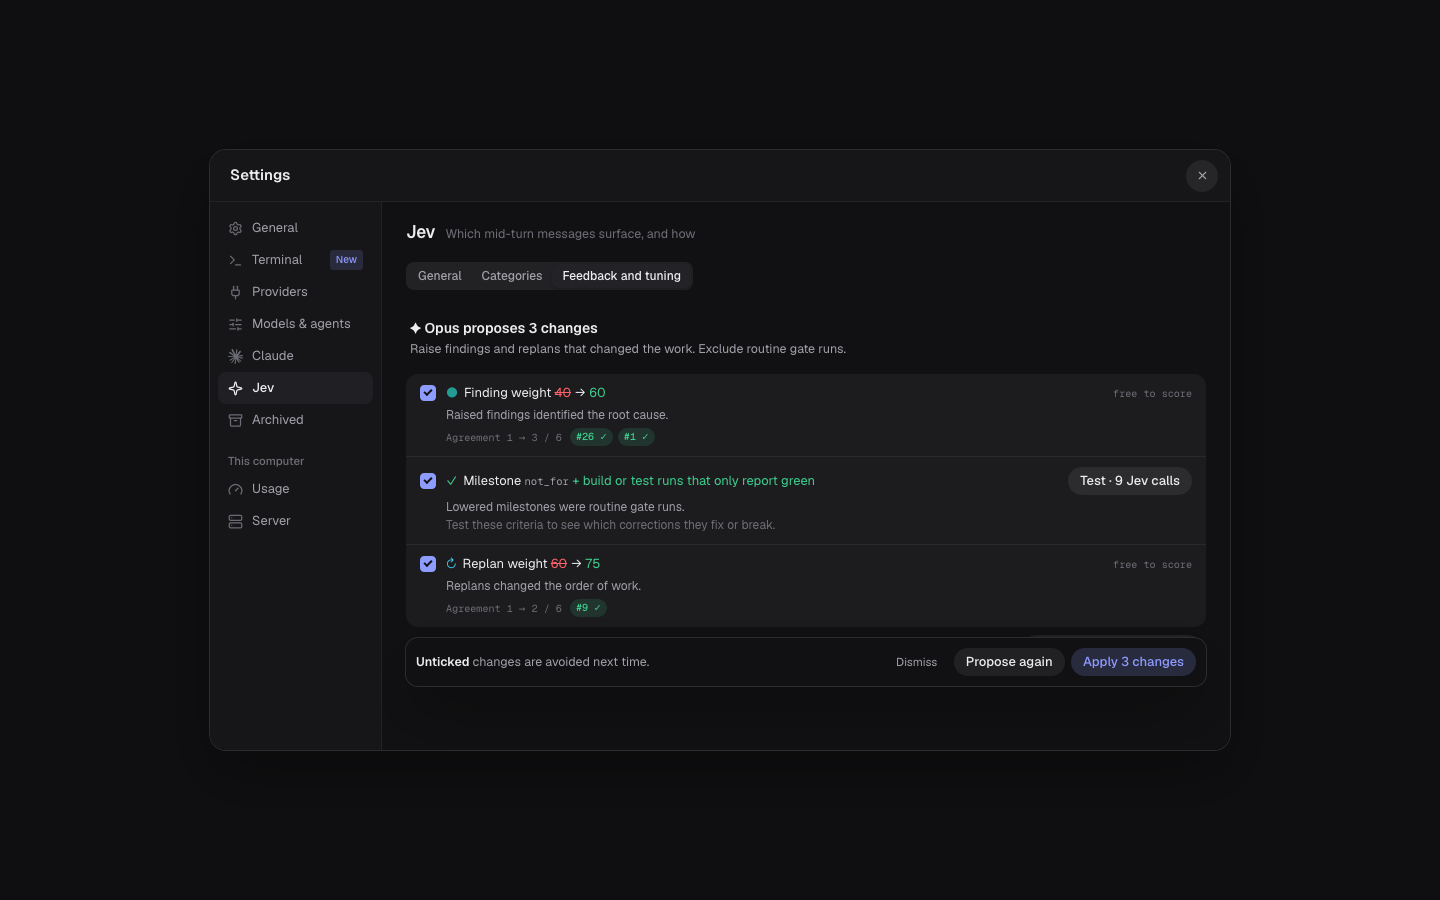 Settings
General
Terminal New
Providers
Models & agents
Claude
Jev
Archived
This computer
Usage
Server
Jev Which mid-turn messages surface, and how
General Categories Feedback and tuning
Opus proposes 3 changes
Raise findings and replans that changed the work. Exclude routine gate runs.
Finding weight 40 → 60 free to score
Raised findings identified the root cause.
Agreement 1 → 3 / 6 #26 ✓ #1 ✓
Milestone not_for + build or test runs that only report green Test · 9 Jev calls
Lowered milestones were routine gate runs.
Test these criteria to see which corrections they fix or break.
Replan weight 60 → 75 free to score
Replans changed the order of work.
Agreement 1 → 2 / 6 #9 ✓
Unticked changes are avoided next time. Dismiss Propose again Apply 3 changes